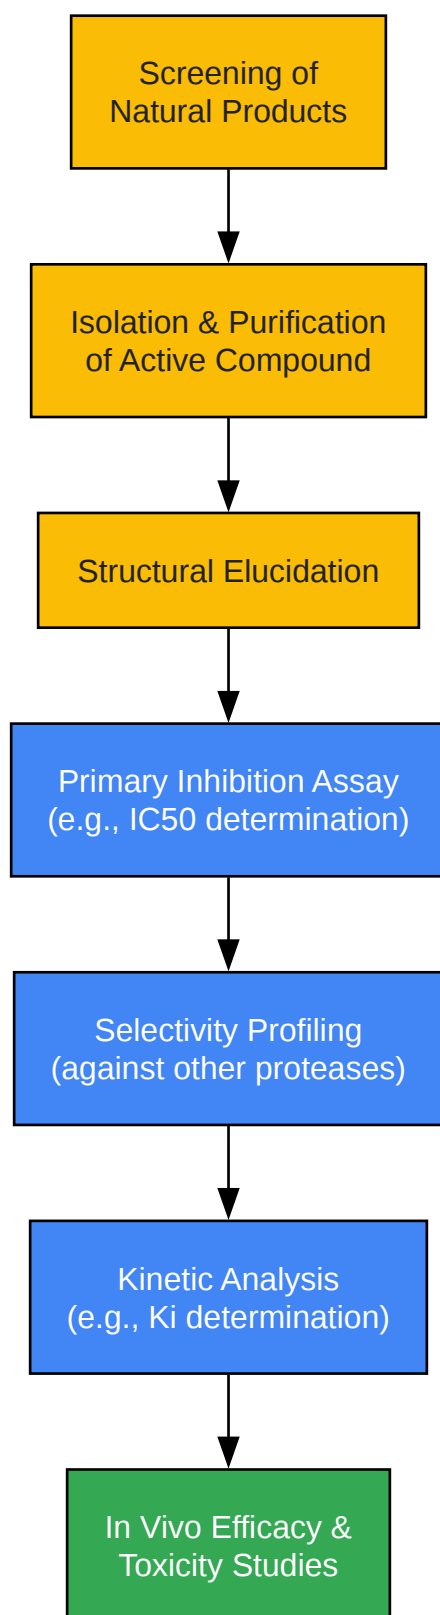 Screening of
Natural Products
Isolation & Purification
of Active Compound
Structural Elucidation
Primary Inhibition Assay
(e.g., IC50 determination)
Selectivity Profiling
(against other proteases)
Kinetic Analysis
(e.g., Ki determination)
In Vivo Efficacy &
Toxicity Studies